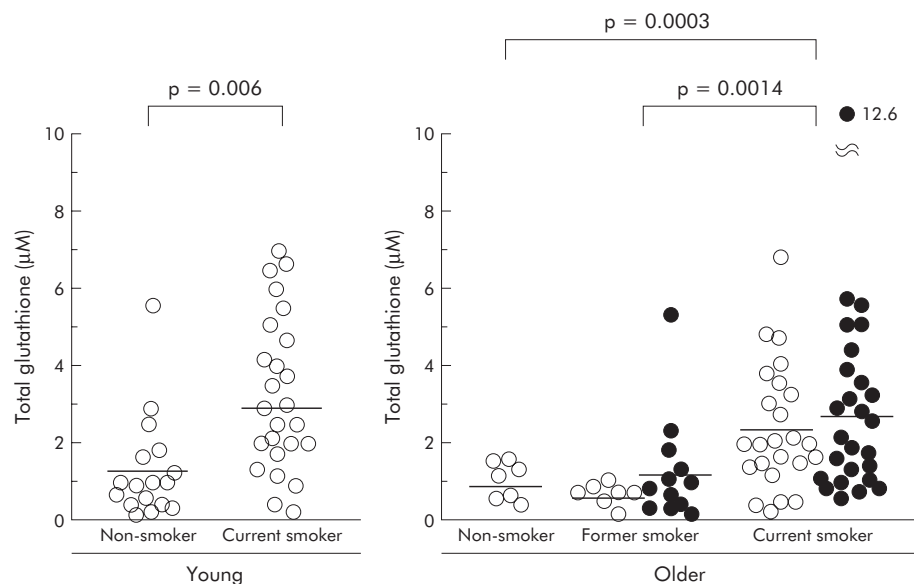 p = 0.0003
p = 0.006
p = 0.0014
12.6
Total glutathione (µM)
10
8
6
4
2
0
Non-smoker Current smoker
Young
Total glutathione (µM)
10
8
6
4
2
0
Non-smoker Former smoker Current smoker
Older